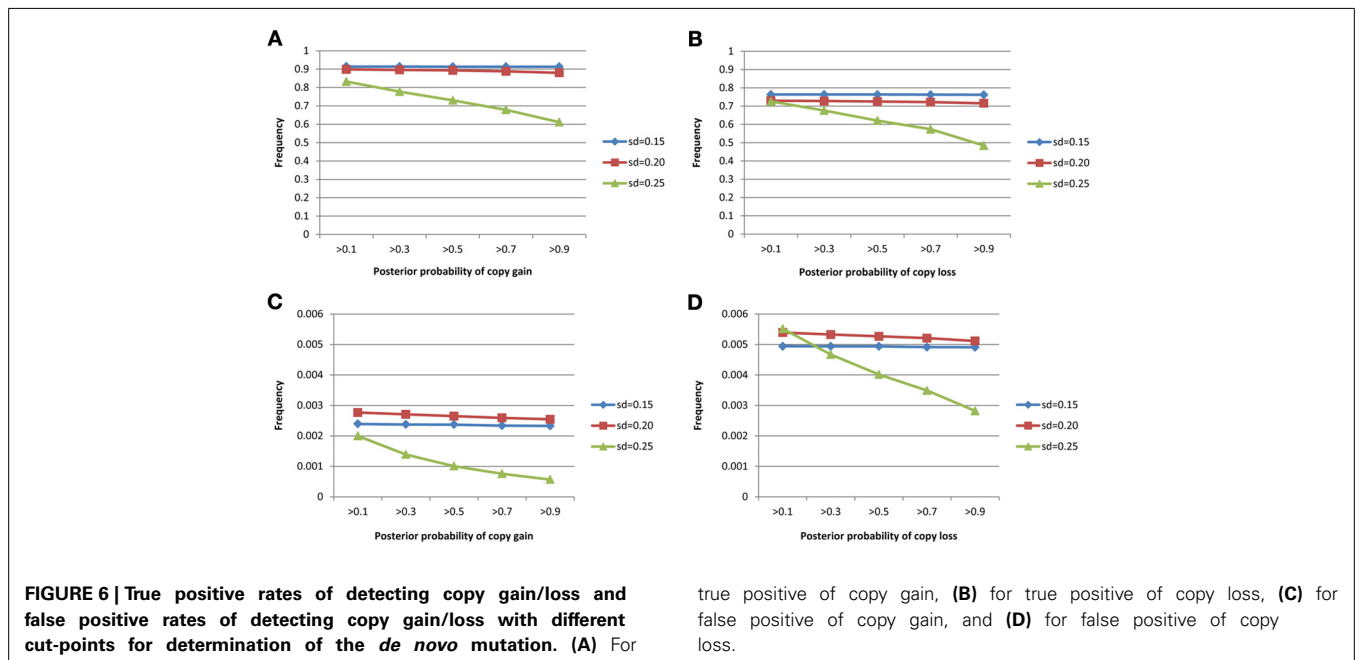 A
1
0.9
0.8
0.7
0.6
0.5
0.4
0.3
0.2
0.1
0
Frequency
>0.1 >0.3 >0.5 >0.7 >0.9
Posterior probability of copy gain
sd=0.15
sd=0.20
sd=0.25
B
1
0.9
0.8
0.7
0.6
0.5
0.4
0.3
0.2
0.1
0
Frequency
>0.1 >0.3 >0.5 >0.7 >0.9
Posterior probability of copy loss
sd=0.15
sd=0.20
sd=0.25
C
0.006
0.005
0.004
0.003
0.002
0.001
0
Frequency
>0.1 >0.3 >0.5 >0.7 >0.9
Posterior probability of copy gain
sd=0.15
sd=0.20
sd=0.25
D
0.006
0.005
0.004
0.003
0.002
0.001
0
Frequency
>0.1 >0.3 >0.5 >0.7 >0.9
Posterior probability of copy loss
sd=0.15
sd=0.20
sd=0.25
FIGURE 6 | True positive rates of detecting copy gain/loss and
false positive rates of detecting copy gain/loss with different
cut-points for determination of the de novo mutation. (A) For
true positive of copy gain, (B) for true positive of copy loss, (C) for
false positive of copy gain, and (D) for false positive of copy
loss.